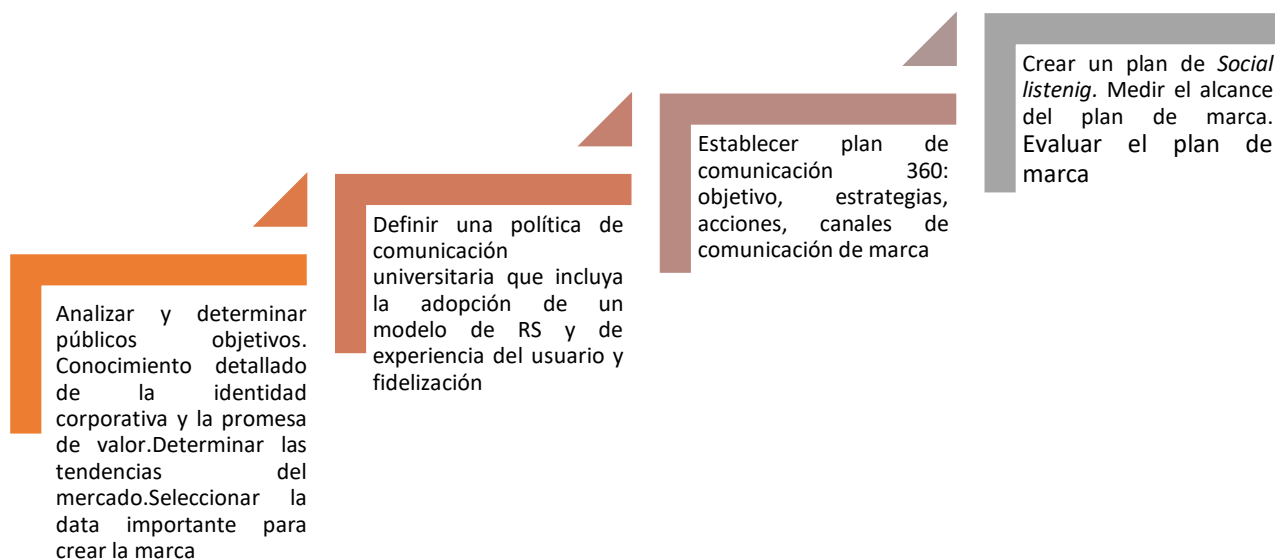 Analizar y determinar
públicos objetivos.
Conocimiento detallado
de la identidad
corporativa y la promesa
de valor.Determinar las
tendencias del
mercado.Seleccionar la
data importante para
crear la marca
Definir una política de
comunicación
universitaria que incluya
la adopción de un
modelo de RS y de
experiencia del usuario y
fidelización
Establecer plan de
comunicación 360:
objetivo, estrategias,
acciones, canales de
comunicación de marca
Crear un plan de Social
listenig. Medir el alcance
del plan de marca.
Evaluar el plan de
marca